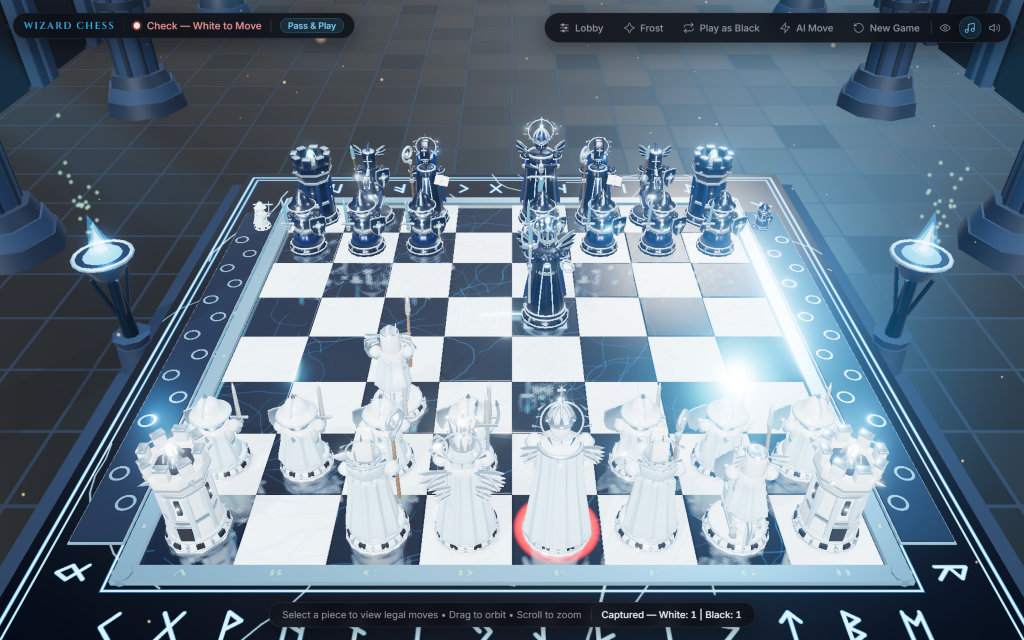 WIZARD CHESS
Check — White to Move
Pass & Play
Lobby
Frost
Play as Black
AI Move
New Game
Select a piece to view legal moves • Drag to orbit • Scroll to zoom
Captured — White: 1 | Black: 1